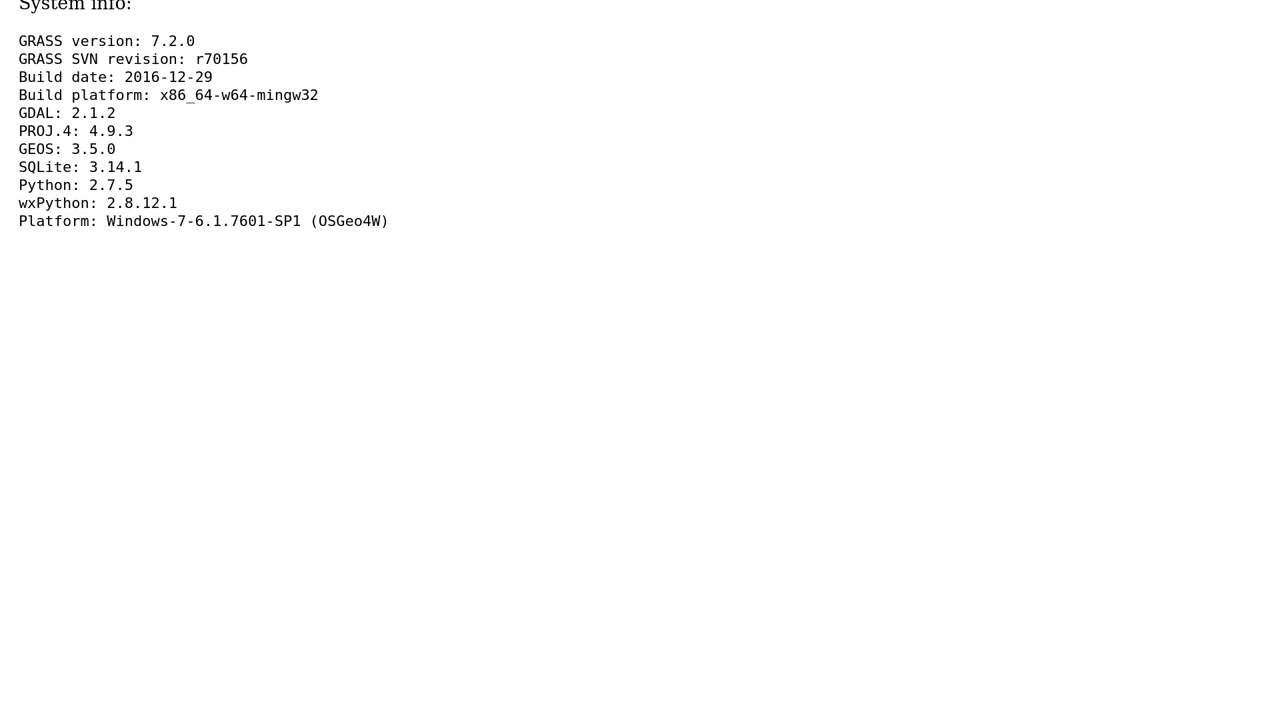 System info:
GRASS version: 7.2.0
GRASS SVN revision: r70156
Build date: 2016-12-29
Build platform: x86_64-w64-mingw32
GDAL: 2.1.2
PROJ.4: 4.9.3
GEOS: 3.5.0
SQLite: 3.14.1
Python: 2.7.5
wxPython: 2.8.12.1
Platform: Windows-7-6.1.7601-SP1 (OSGeo4W)